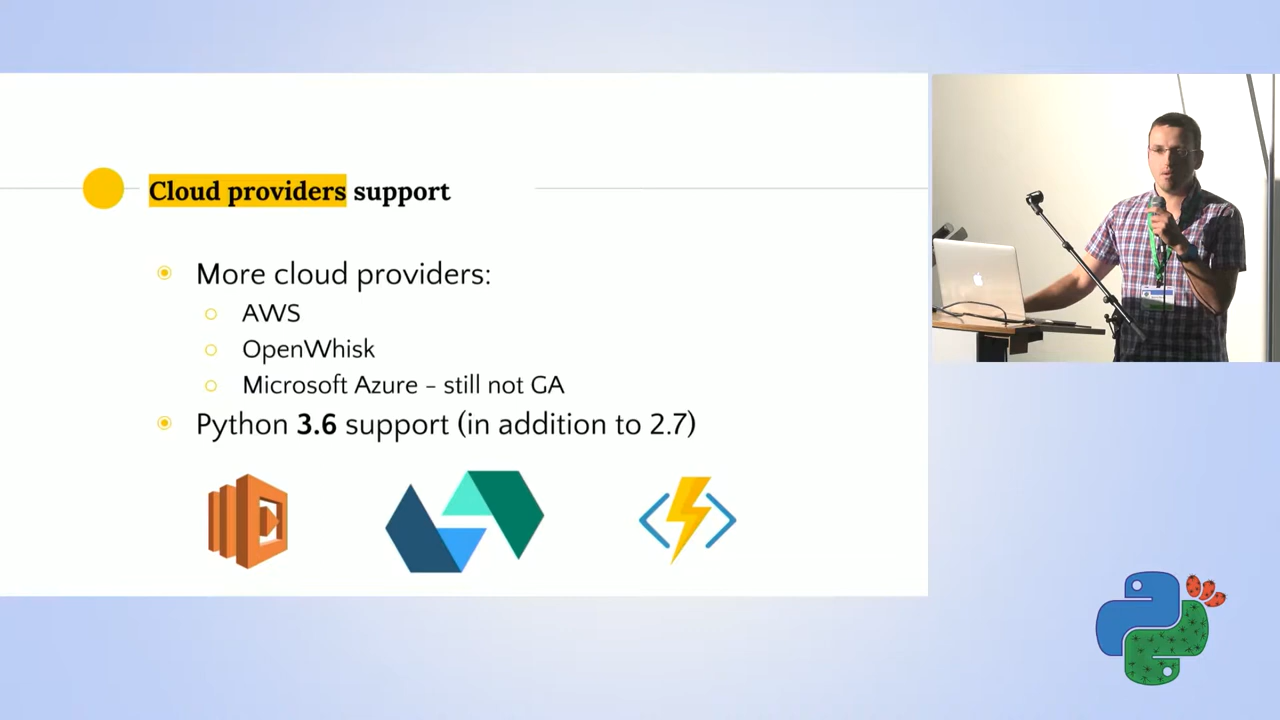 Cloud providers support
More cloud providers:
AWS
OpenWhisk
Microsoft Azure – still not GA
Python 3.6 support (in addition to 2.7)